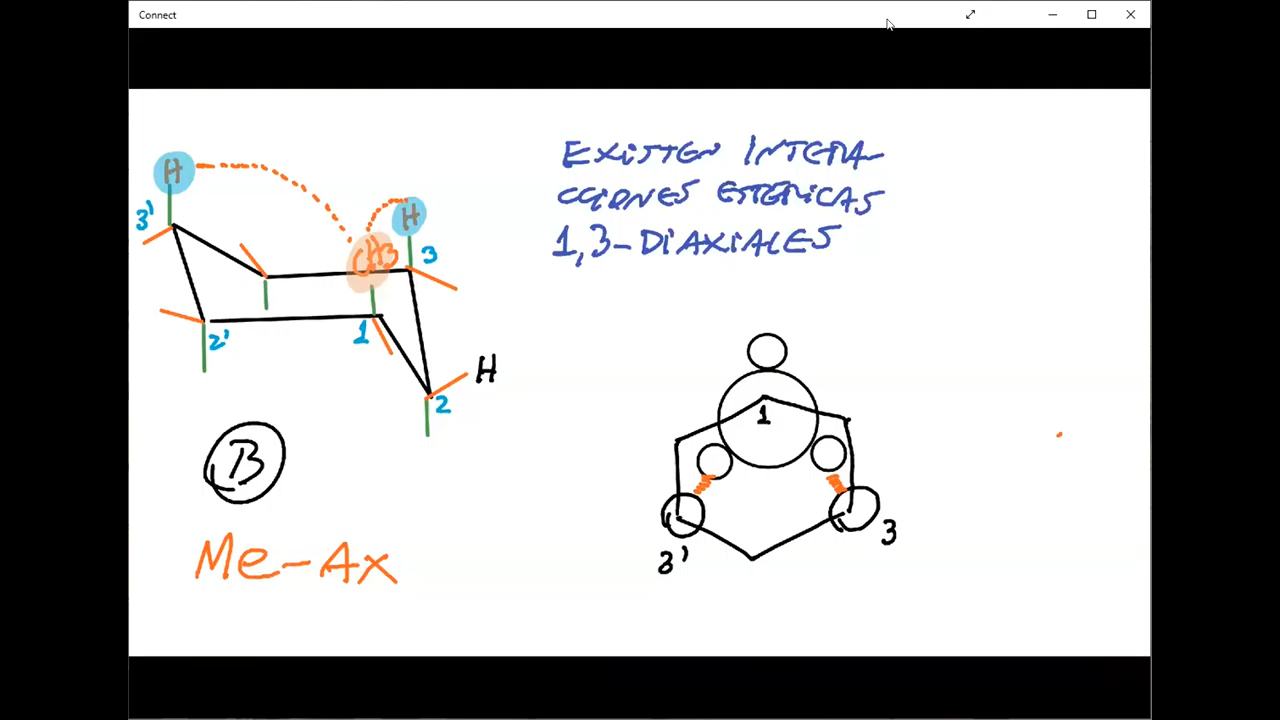 Connect
EXISTEN INTERA-
CCIONES ESTERICAS
1,3-DIAXIALES
H
H
3'
CH3
3
2'
1
H
2
B
Me-Ax
1
3'
3